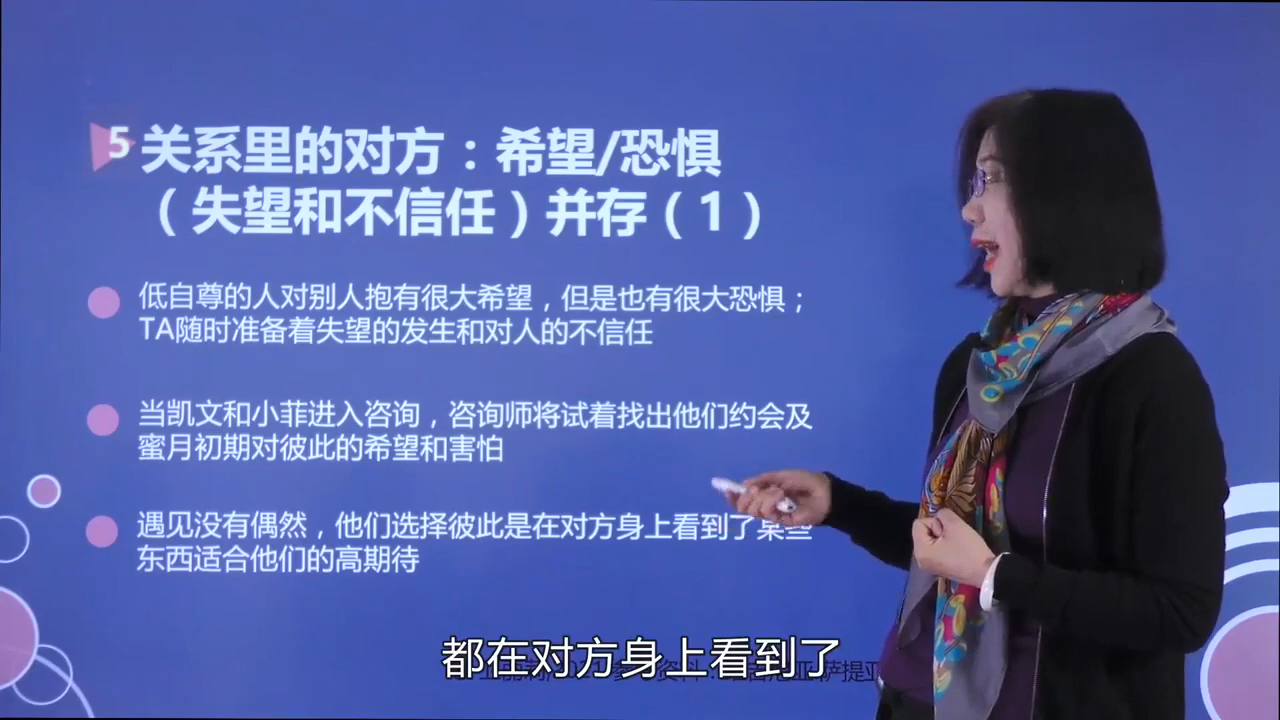 5 关系里的对方：希望/恐惧
（失望和不信任）并存（1）
低自尊的人对别人抱有很大希望，但是也有很大恐惧；
TA随时准备着失望的发生和对人的不信任
当凯文和小菲进入咨询，咨询师将试着找出他们约会及
蜜月初期对彼此的希望和害怕
遇见没有偶然，他们选择彼此是在对方身上看到了某些
东西适合他们的高期待
都在对方身上看到了
萨提亚